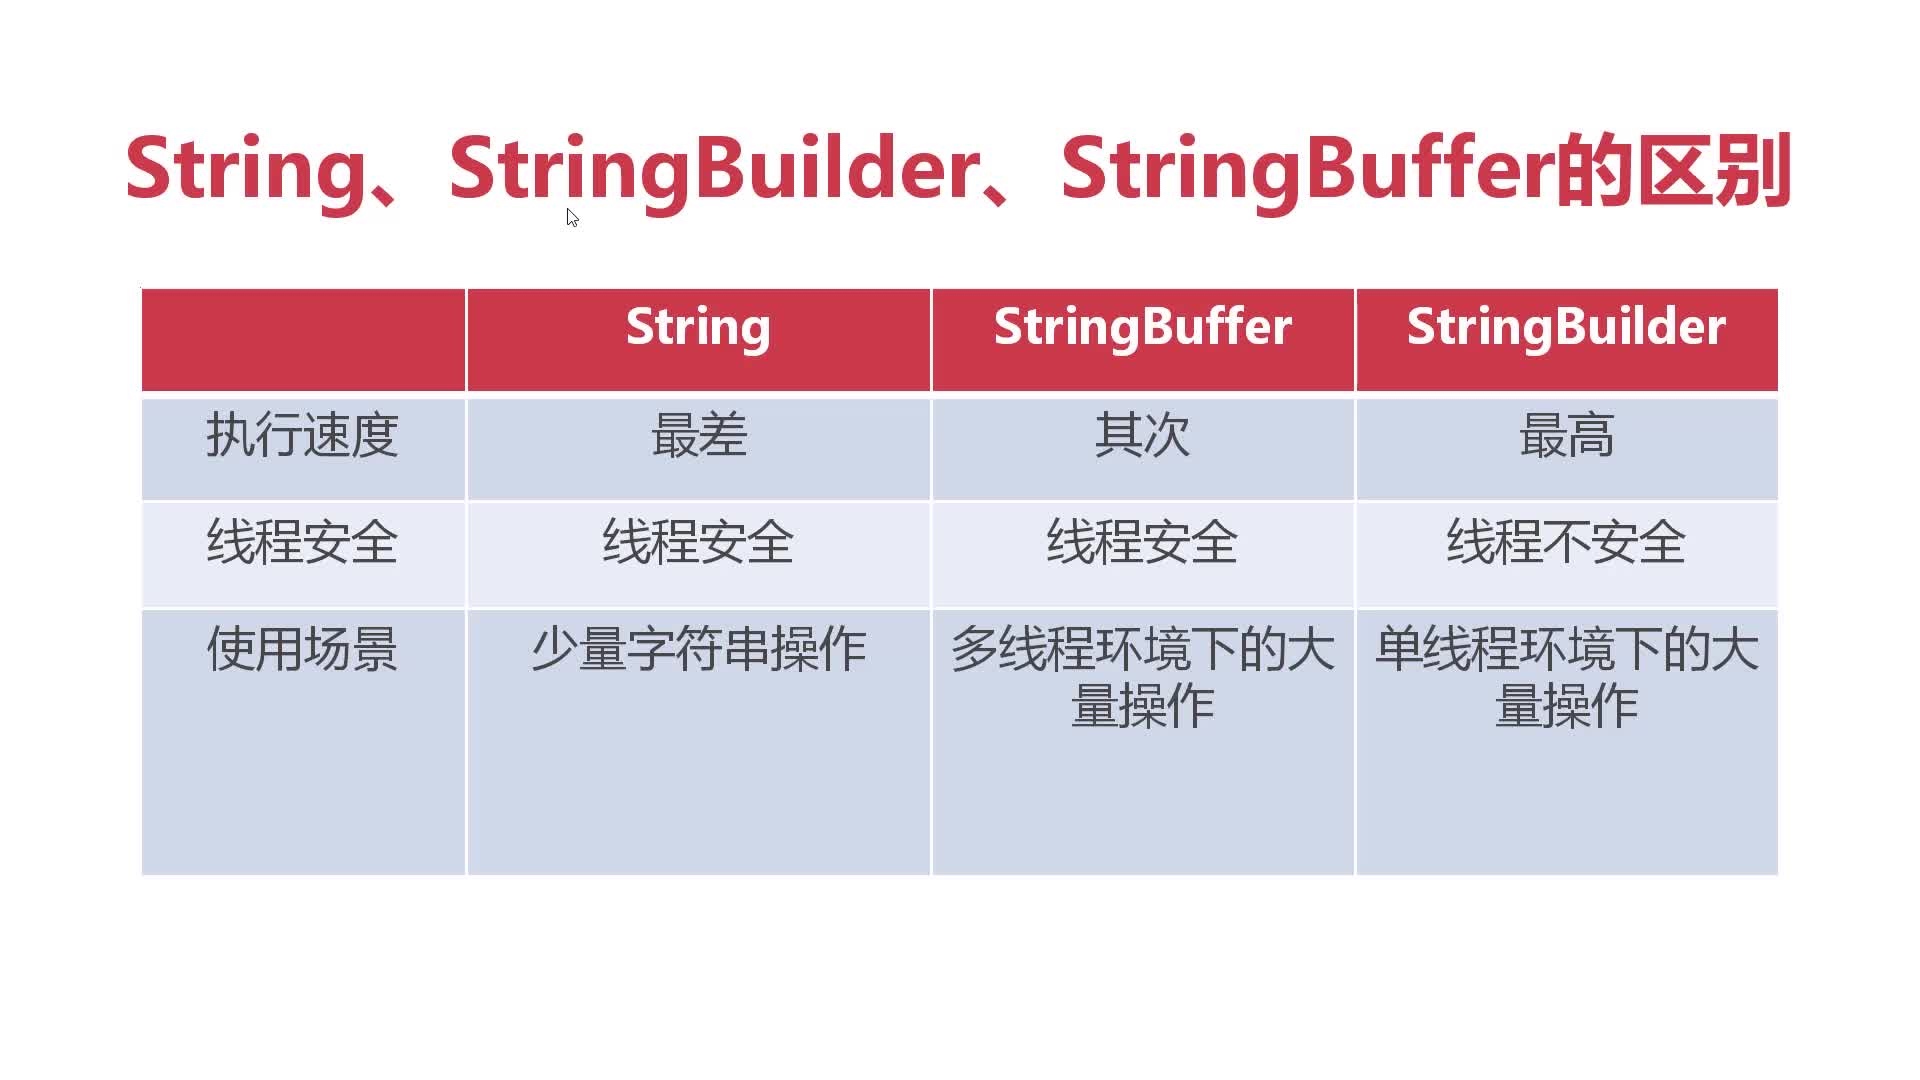 String、StringBuilder、StringBuffer的区别
String StringBuffer StringBuilder
执行速度 最差 其次 最高
线程安全 线程安全 线程安全 线程不安全
使用场景 少量字符串操作 多线程环境下的大 单线程环境下的大
量操作 量操作